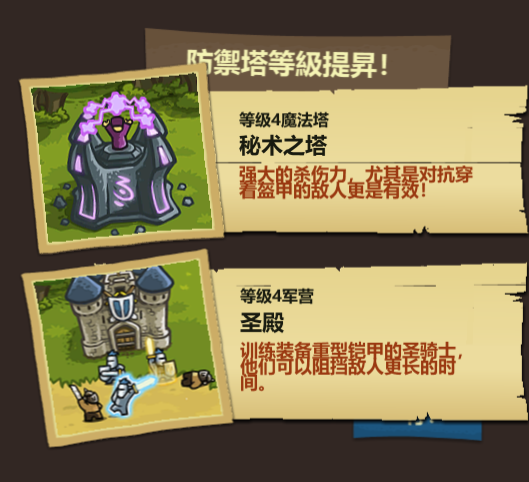 防禦塔等級提昇!
等级4魔法塔
秘术之塔
强大的杀伤力，尤其是对抗穿
着盔甲的敌人更是有效!
等级4军营
圣殿
训练装备重型铠甲的圣骑士，
他们可以阻挡敌人更长的时
间。